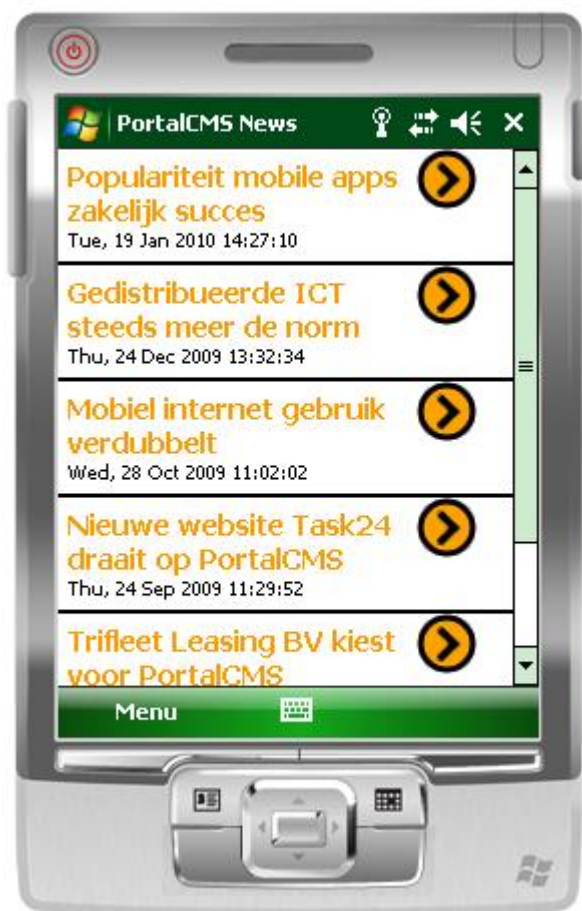 PortalCMS News
Populariteit mobile apps
zakelijk succes
Tue, 19 Jan 2010 14:27:10
Gedistribueerde ICT
steeds meer de norm
Thu, 24 Dec 2009 13:32:34
Mobiel internet gebruik
verdubbelt
Wed, 28 Oct 2009 11:02:02
Nieuwe website Task24
draait op PortalCMS
Thu, 24 Sep 2009 11:29:52
Trifleet Leasing BV kiest
voor PortalCMS
Menu